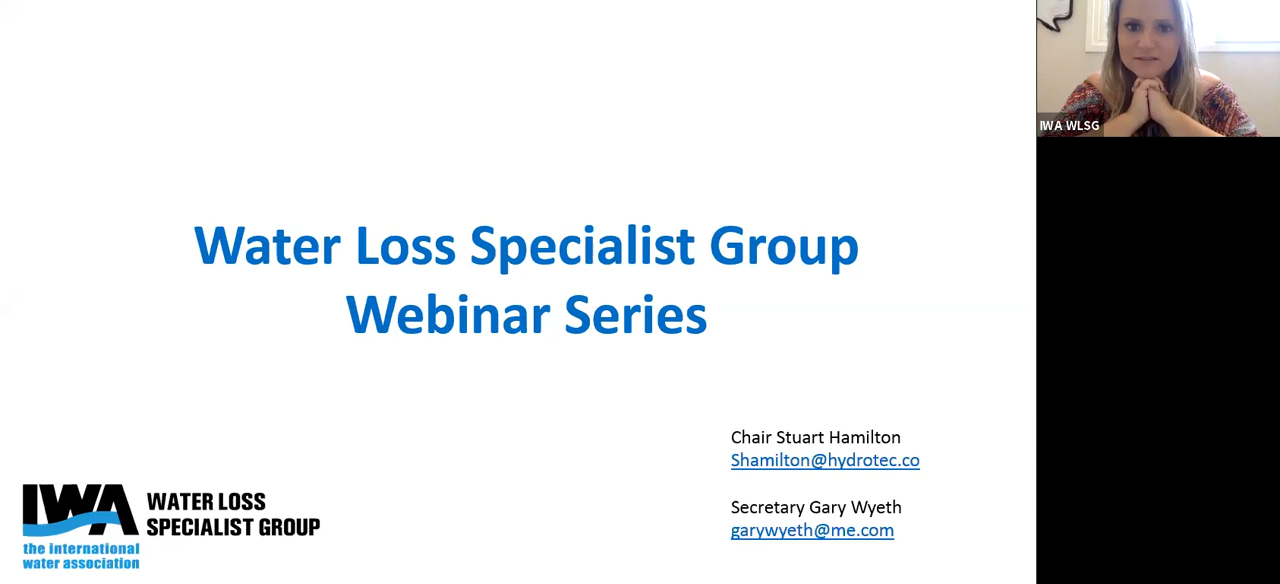 IWA WLSG
Water Loss Specialist Group
Webinar Series
Chair Stuart Hamilton
Shamilton@hydrotec.co
Secretary Gary Wyeth
garywyeth@me.com
IWA
the international
water association
WATER LOSS
SPECIALIST GROUP